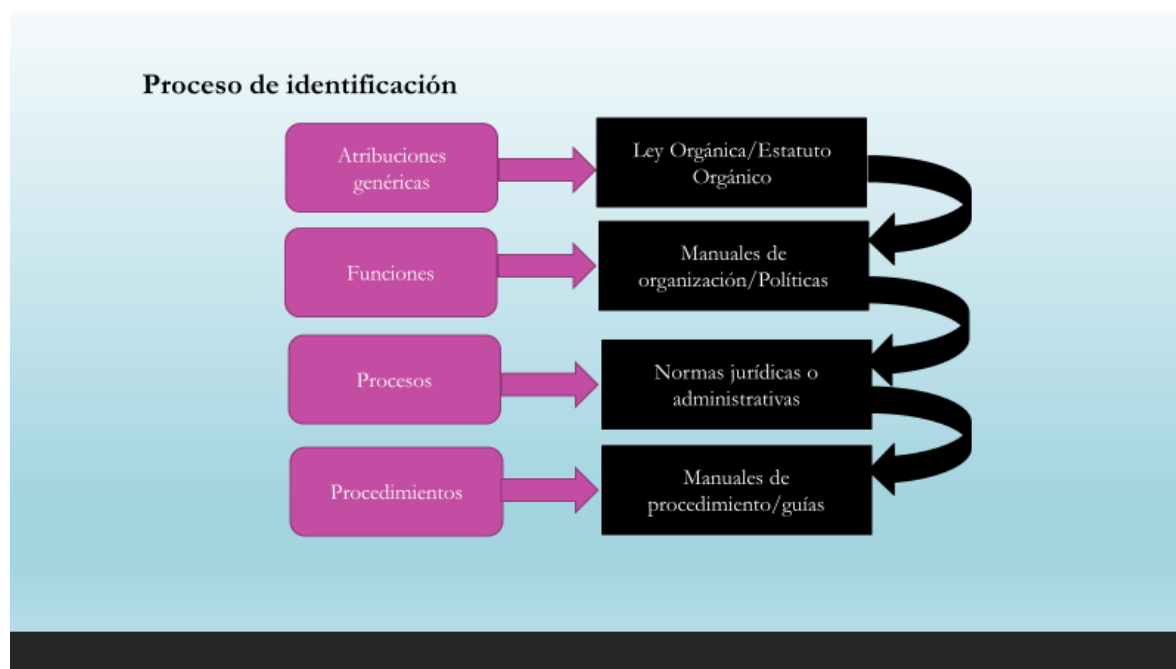 Proceso de identificación
Atribuciones
genéricas
Ley Orgánica/Estatuto
Orgánico
Funciones
Manuales de
organización/Políticas
Procesos
Normas jurídicas o
administrativas
Procedimientos
Manuales de
procedimiento/guías